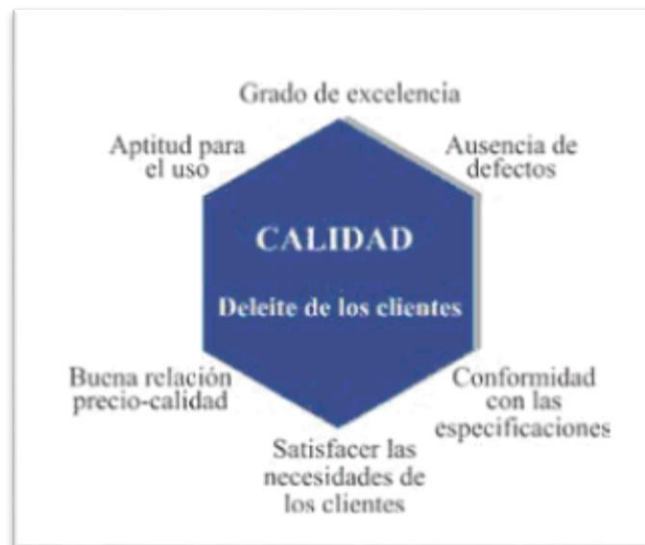 Grado de excelencia
Aptitud para
el uso
Ausencia de
defectos
CALIDAD
Deleite de los clientes
Buena relación
precio-calidad
Conformidad
con las
especificaciones
Satisfacer las
necesidades de
los clientes